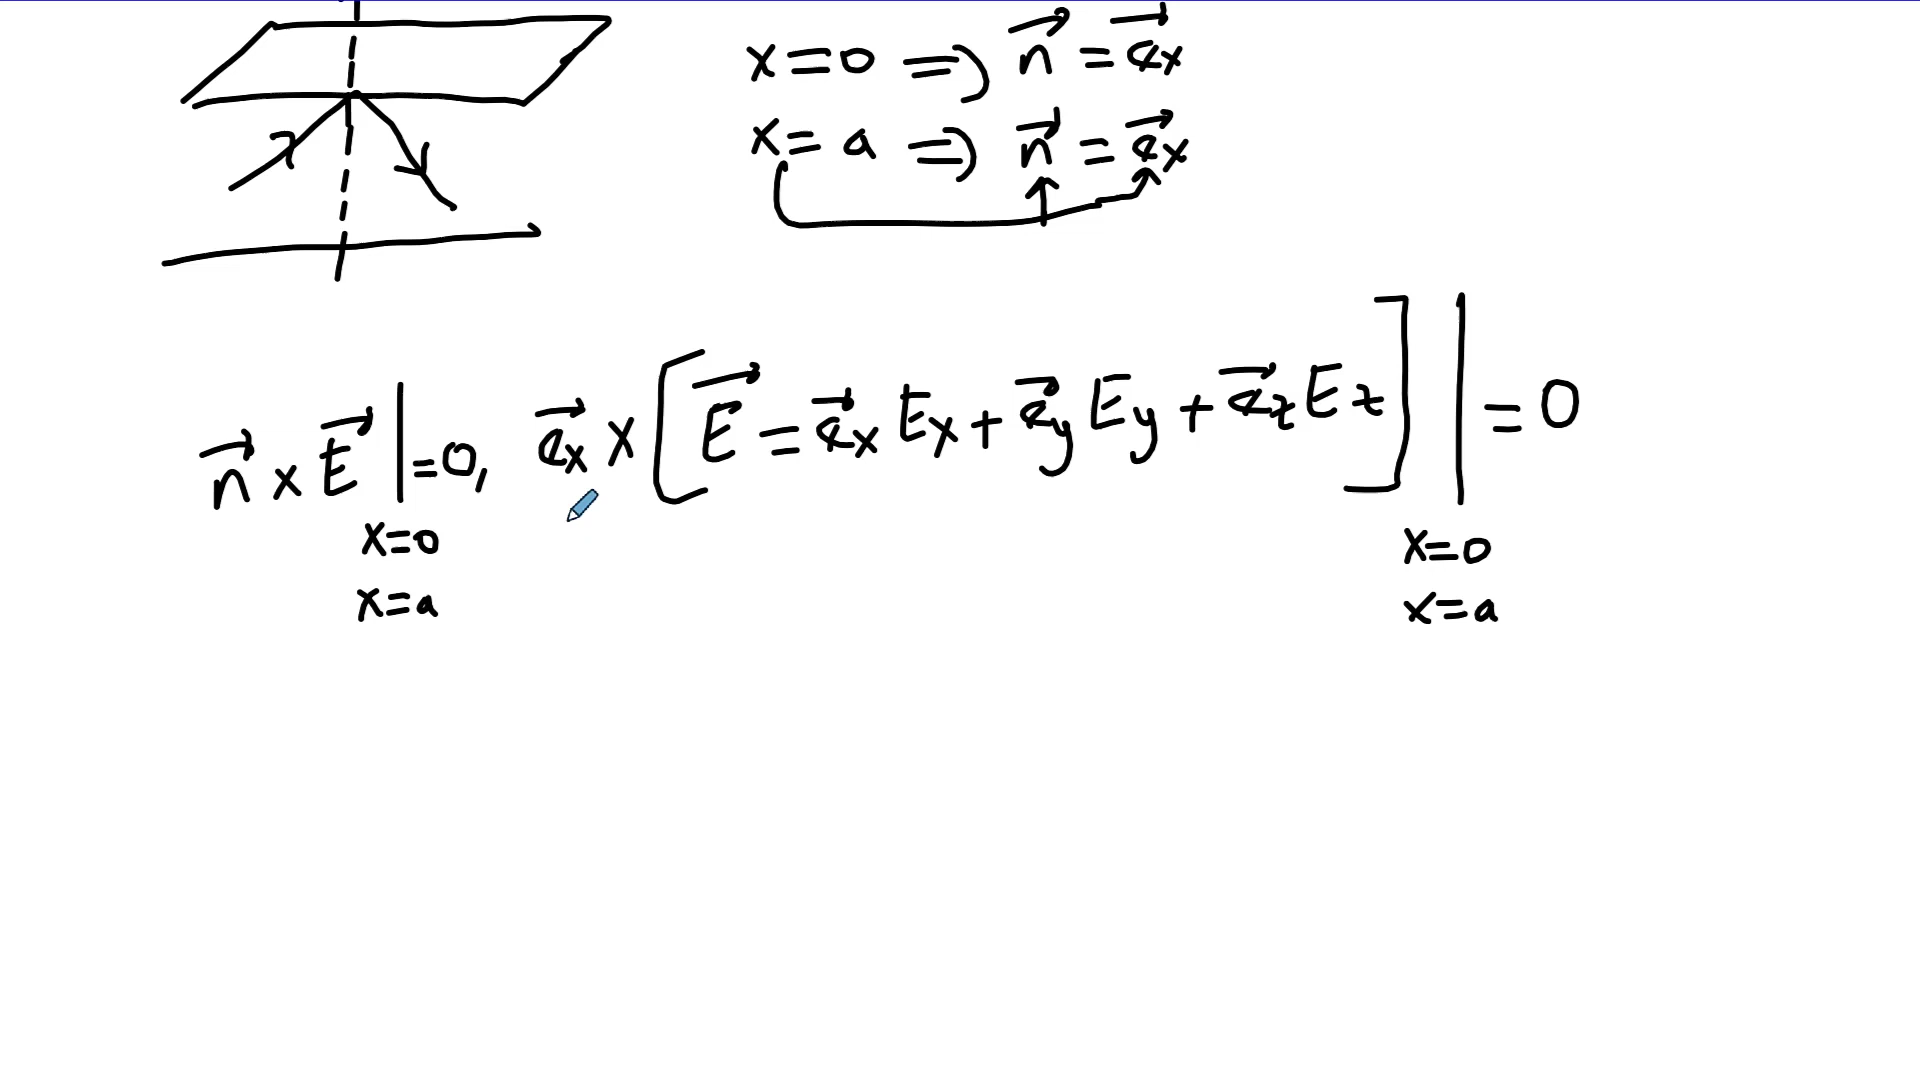 x=0 ⇒ n⃗ = a⃗x
x=a ⇒ n⃗ = a⃗x
n⃗ x E⃗ | =0, a⃗x x [ E⃗ = a⃗x Ex + a⃗y Ey + a⃗z Ez ] | = 0
x=0 x=0
x=a x=a